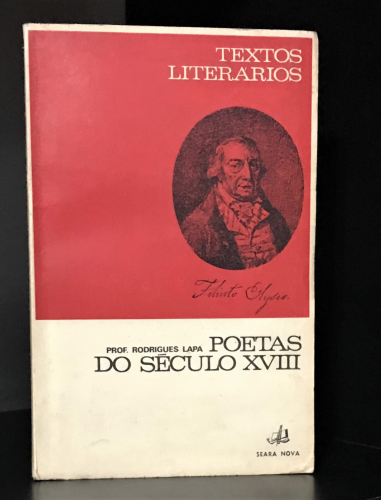 TEXTOS
LITERÁRIOS
Filinto Elysio.
PROF. RODRIGUES LAPA POETAS
DO SÉCULO XVIII
SEARA NOVA